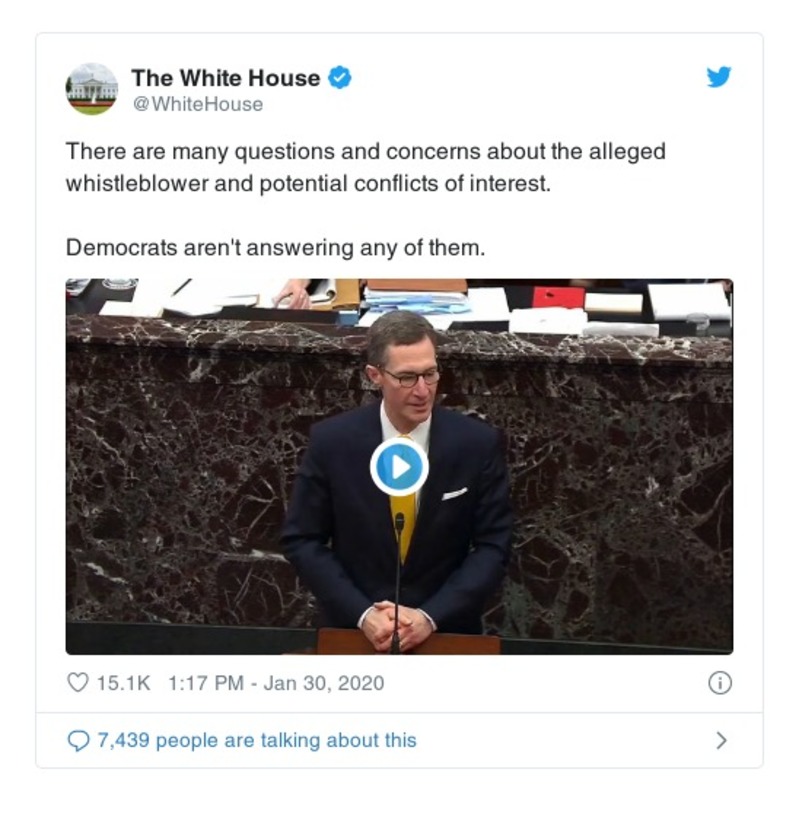 The White House
@WhiteHouse
There are many questions and concerns about the alleged
whistleblower and potential conflicts of interest.
Democrats aren't answering any of them.
15.1K 1:17 PM - Jan 30, 2020
7,439 people are talking about this